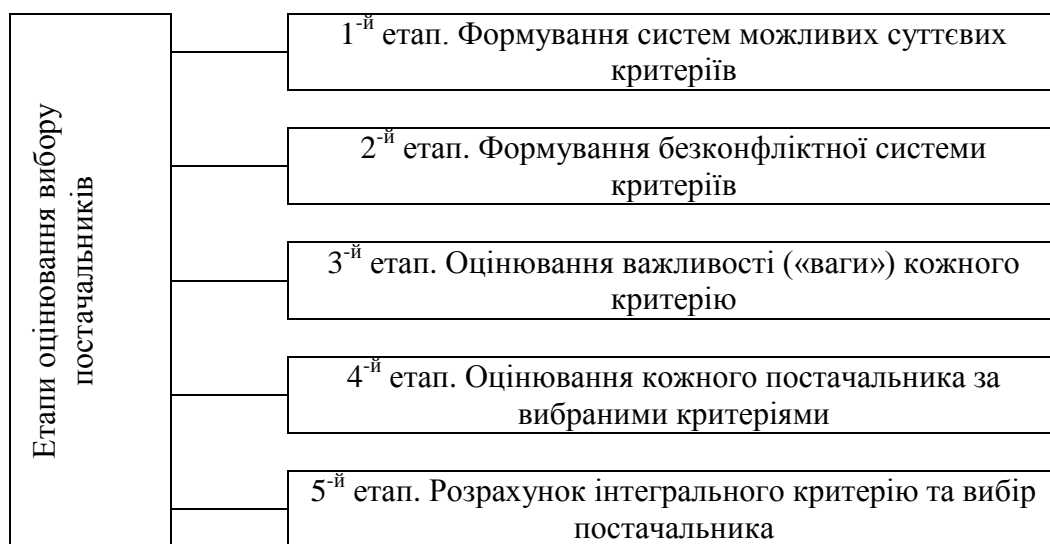 Етапи оцінювання вибору
постачальників
1-й етап. Формування систем можливих суттєвих
критеріїв
2-й етап. Формування безконфліктної системи
критеріїв
3-й етап. Оцінювання важливості («ваги») кожного
критерію
4-й етап. Оцінювання кожного постачальника за
вибраними критеріями
5-й етап. Розрахунок інтегрального критерію та вибір
постачальника